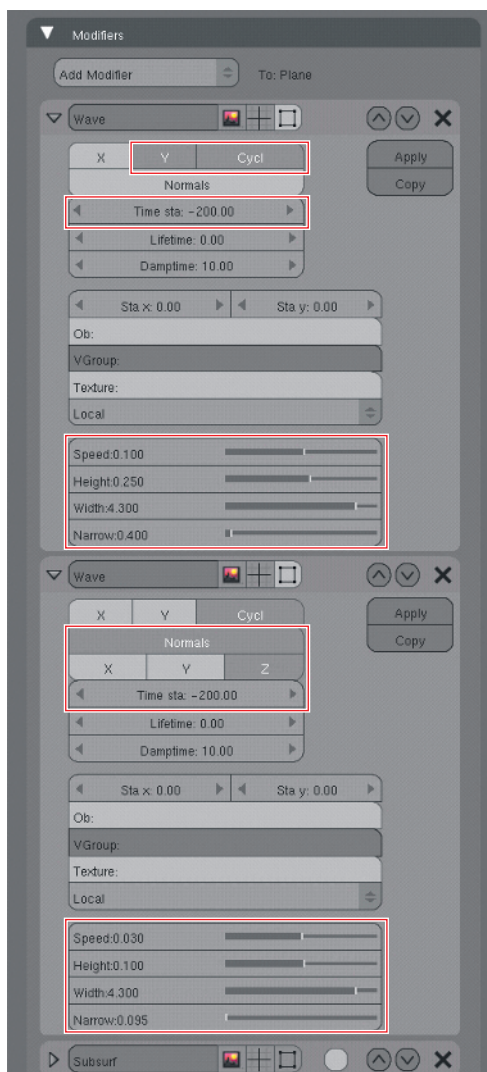 Modifiers
Add Modifier To: Plane
Wave
X Y Cycl Apply
Normals Copy
Time sta: -200.00
Lifetime: 0.00
Damptime: 10.00
Sta x: 0.00 Sta y: 0.00
Ob:
VGroup:
Texture:
Local
Speed:0.100
Height:0.250
Width:4.300
Narrow:0.400
Wave
X Y Cycl Apply
Normals Copy
X Y Z
Time sta: -200.00
Lifetime: 0.00
Damptime: 10.00
Sta x: 0.00 Sta y: 0.00
Ob:
VGroup:
Texture:
Local
Speed:0.030
Height:0.100
Width:4.300
Narrow:0.095
Subsurf